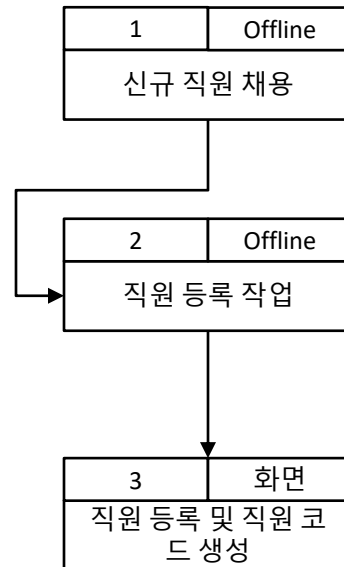 1 Offline
신규 직원 채용
2 Offline
직원 등록 작업
3 화면
직원 등록 및 직원 코
드 생성